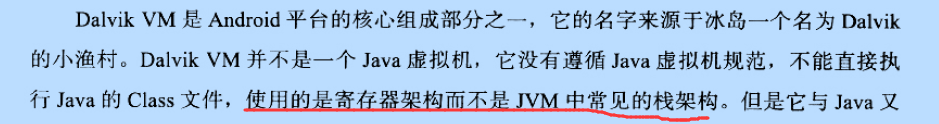 Dalvik VM 是 Android 平台的核心组成部分之一，它的名字来源于冰岛一个名为 Dalvik
的小渔村。Dalvik VM 并不是一个 Java 虚拟机，它没有遵循 Java 虚拟机规范，不能直接执
行 Java 的 Class 文件，使用的是寄存器架构而不是 JVM 中常见的栈架构。但是它与 Java 又